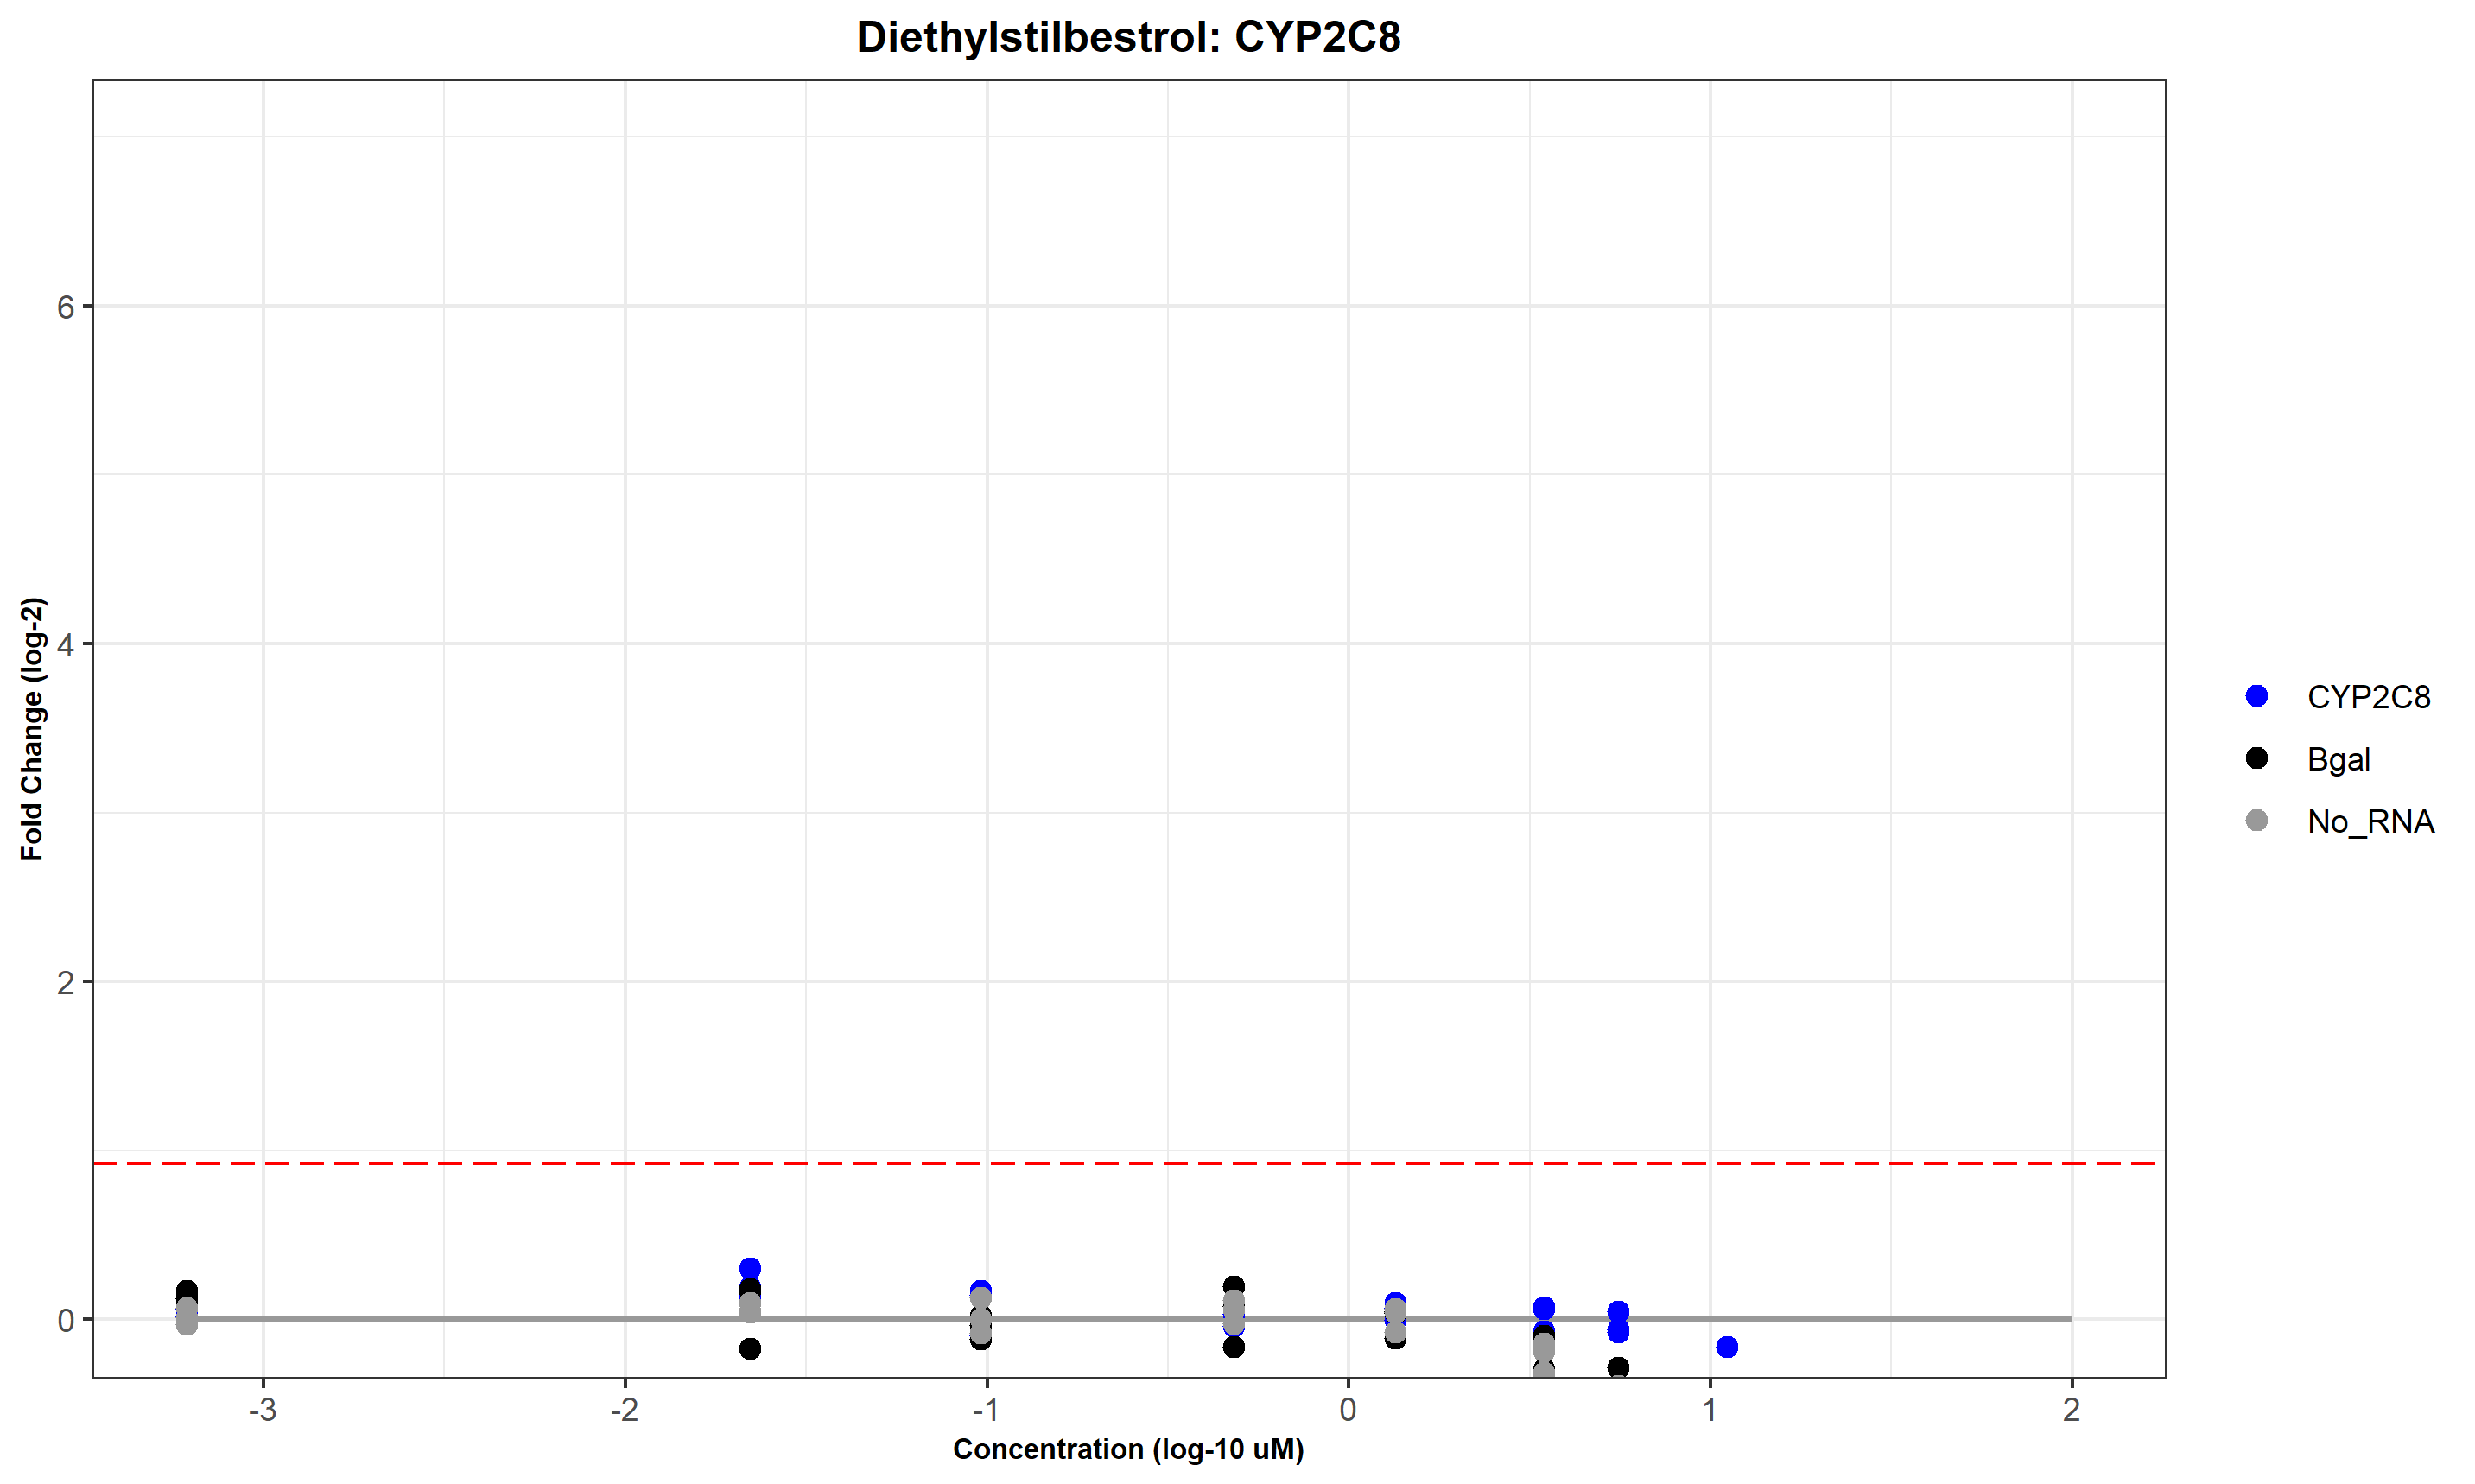 Diethylstilbestrol: CYP2C8
Fold Change (log-2)
6
4
2
0
-3
-2
-1
0
1
2
Concentration (log-10 uM)
CYP2C8
Bgal
No_RNA